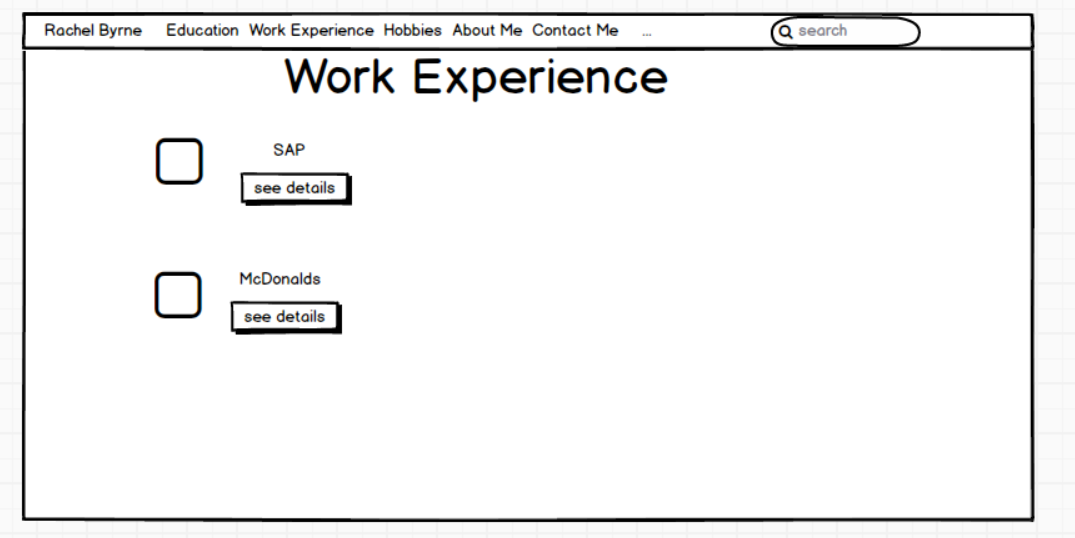 Rachel Byrne Education Work Experience Hobbies About Me Contact Me ... search
Work Experience
SAP
see details
McDonalds
see details